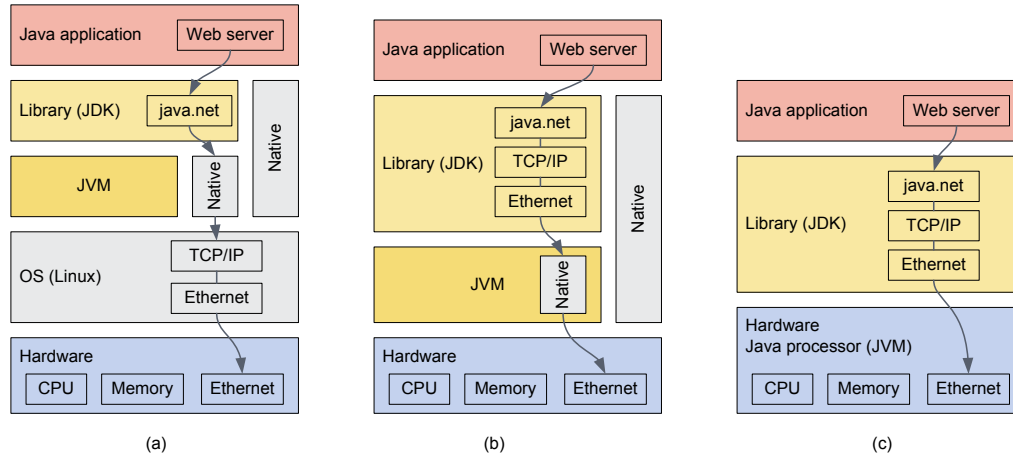 Java application
Web server
Library (JDK)
java.net
Native
JVM
Native
OS (Linux)
TCP/IP
Ethernet
Hardware
CPU
Memory
Ethernet
(a)
Java application
Web server
Library (JDK)
java.net
TCP/IP
Ethernet
Native
JVM
Native
Hardware
CPU
Memory
Ethernet
(b)
Java application
Web server
Library (JDK)
java.net
TCP/IP
Ethernet
Hardware
Java processor (JVM)
CPU
Memory
Ethernet
(c)